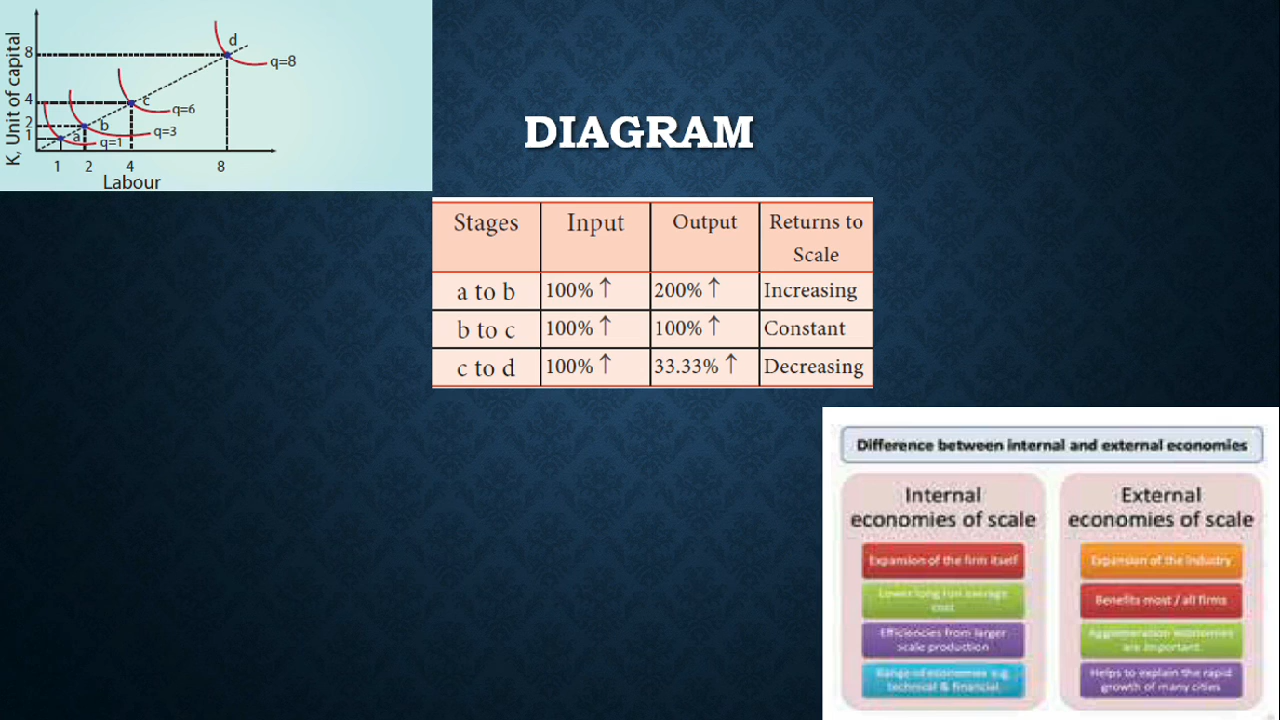 K, Unit of capital
8
4
2
1
d
c
b
a
q=8
q=6
q=3
q=1
1 2 4 8
Labour
DIAGRAM
Stages Input Output Returns to Scale
a to b 100% ↑ 200% ↑ Increasing
b to c 100% ↑ 100% ↑ Constant
c to d 100% ↑ 33.33% ↑ Decreasing
Difference between internal and external economies
Internal
economies of scale
Expansion of the firm itself
Lower long run average
cost
Efficiencies from larger
scale production
Range of economies e.g.
technical & financial
External
economies of scale
Expansion of the industry
Benefits most / all firms
Agglomeration economies
are important
Helps to explain the rapid
growth of many cities